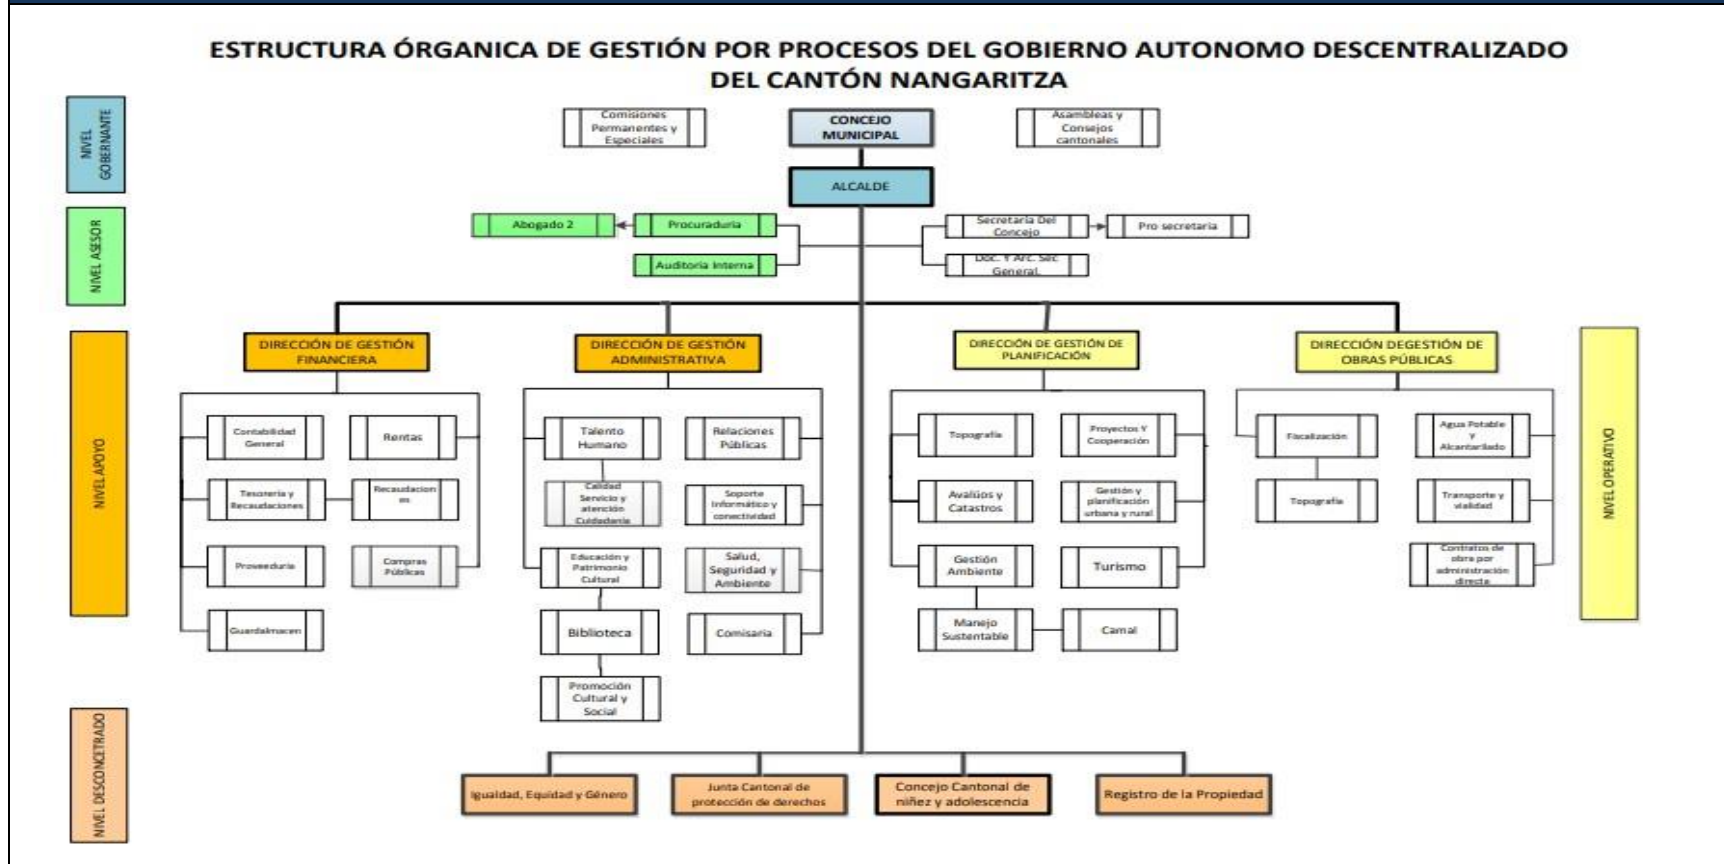 ESTRUCTURA ÓRGANICA DE GESTIÓN POR PROCESOS DEL GOBIERNO AUTONOMO DESCENTRALIZADO
DEL CANTÓN NANGARITZA
NIVEL
GOBERNANTE
Comisiones
Permanentes y
Especiales
CONCEJO
MUNICIPAL
Asambleas y
Consejos
cantonales
ALCALDE
NIVEL ASESOR
Abogado 2
Procuraduria
Secretaría Del
Concejo
Pro secretaria
Auditoria Interna
Doc. Y Arc. Sec
General.
NIVEL APOYO
DIRECCIÓN DE GESTIÓN
FINANCIERA
DIRECCIÓN DE GESTIÓN
ADMINISTRATIVA
DIRECCIÓN DE GESTIÓN DE
PLANIFICACIÓN
DIRECCIÓN DEGESTIÓN DE
OBRAS PÚBLICAS
NIVEL OPERATIVO
Contabilidad
General
Rentas
Tesorería y
Recaudaciones
Recaudacion
es
Proveeduria
Compras
Públicas
Guardalmacen
Talento
Humano
Relaciones
Públicas
Calidad
Servicio y
atención
Cuidadanía
Soporte
Informático y
conectividad
Educación y
Patrimonio
Cultural
Salud,
Seguridad y
Ambiente
Biblioteca
Comisaria
Promoción
Cultural y
Social
Topografía
Proyectos Y
Cooperación
Avalúos y
Catastros
Gestión y
planificación
urbana y rural
Gestión
Ambiente
Turismo
Manejo
Sustentable
Camal
Fiscalización
Agua Potable
y
Alcantarilado
Topografía
Transporte y
vialidad
Contratos de
obra por
administración
directa
NIVEL DESCONCETRADO
Igualdad, Equidad y Género
Junta Cantonal de
protección de derechos
Concejo Cantonal de
niñez y adolescencia
Registro de la Propiedad